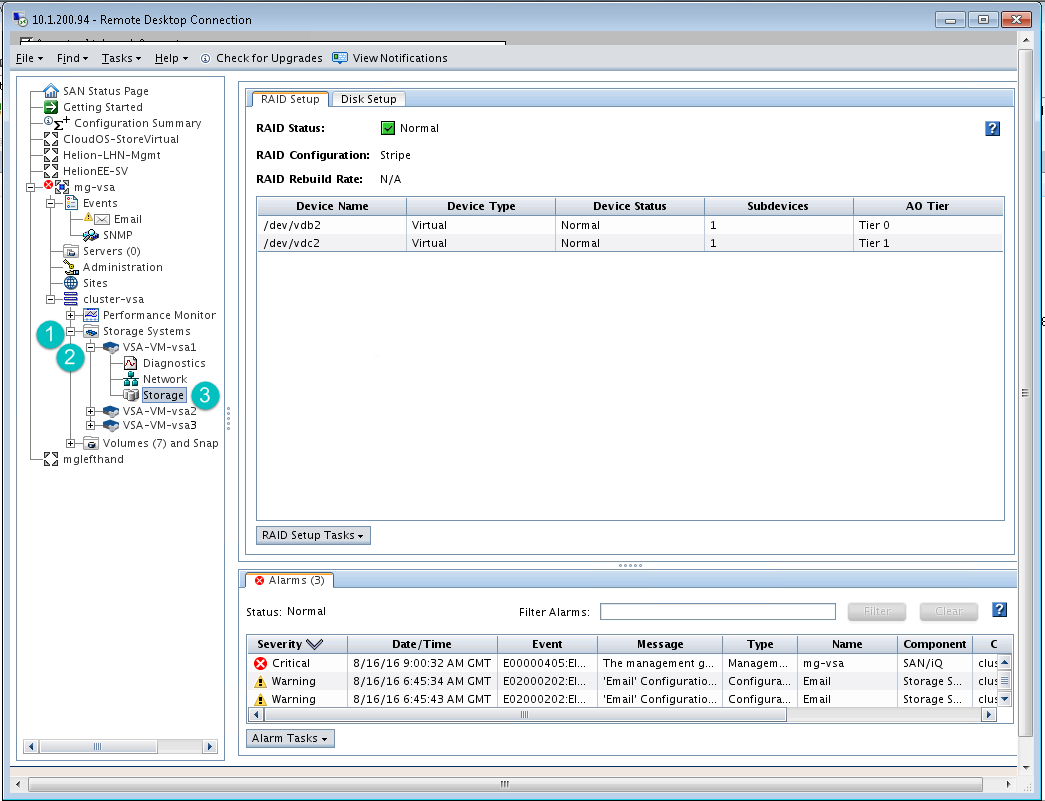 10.1.200.94 - Remote Desktop Connection
File Find Tasks Help Check for Upgrades View Notifications
SAN Status Page
Getting Started
Configuration Summary
CloudOS-StoreVirtual
Helion-LHN-Mgmt
HelionEE-SV
mg-vsa
Events
Email
SNMP
Servers (0)
Administration
Sites
cluster-vsa
Performance Monitor
1 Storage Systems
2 VSA-VM-vsa1
Diagnostics
Network
Storage 3
VSA-VM-vsa2
VSA-VM-vsa3
Volumes (7) and Snap
mglefthand
RAID Setup Disk Setup
RAID Status: Normal
RAID Configuration: Stripe
RAID Rebuild Rate: N/A
Device Name Device Type Device Status Subdevices AO Tier
/dev/vdb2 Virtual Normal 1 Tier 0
/dev/vdc2 Virtual Normal 1 Tier 1
RAID Setup Tasks
Alarms (3)
Status: Normal Filter Alarms: Filter Clear
Severity Date/Time Event Message Type Name Component C
Critical 8/16/16 9:00:32 AM GMT E00000405:EI... The management g... Managem... mg-vsa SAN/iQ clus
Warning 8/16/16 6:45:34 AM GMT E02000202:EI... 'Email' Configuratio... Configura... Email Storage S... clus
Warning 8/16/16 6:45:43 AM GMT E02000202:EI... 'Email' Configuratio... Configura... Email Storage S... clus
Alarm Tasks